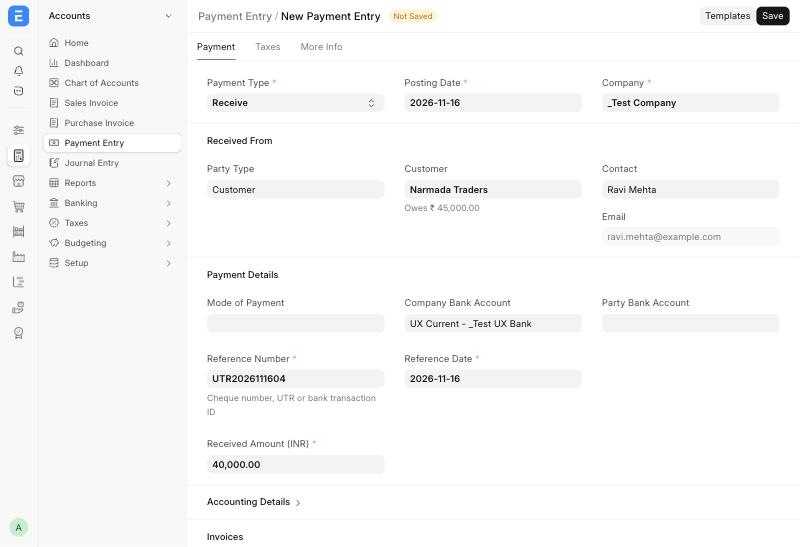 Accounts
Payment Entry / New Payment Entry Not Saved Templates Save
Payment Taxes More Info
Home
Dashboard
Chart of Accounts
Sales Invoice
Purchase Invoice
Payment Entry
Journal Entry
Reports
Banking
Taxes
Budgeting
Setup
A
Payment Type * Posting Date * Company *
Receive 2026-11-16 _Test Company
Received From
Party Type Customer Contact
Customer Narmada Traders Ravi Mehta
Owes ₹ 45,000.00
Email
ravi.mehta@example.com
Payment Details
Mode of Payment Company Bank Account Party Bank Account
UX Current - _Test UX Bank
Reference Number * Reference Date *
UTR2026111604 2026-11-16
Cheque number, UTR or bank transaction
ID
Received Amount (INR) *
40,000.00
Accounting Details
Invoices